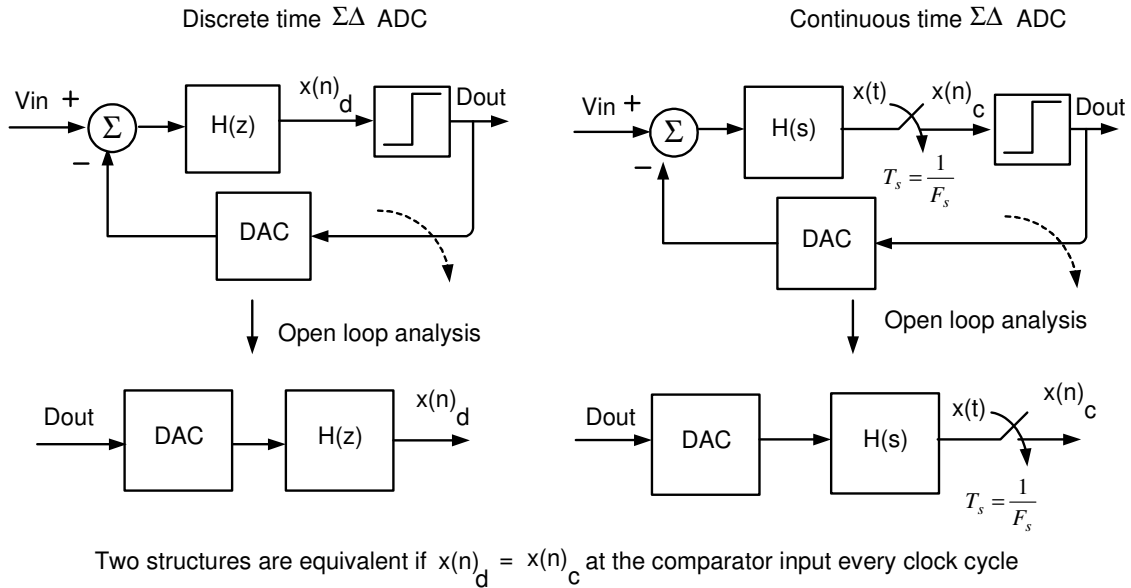 Discrete time ΣΔ ADC
Vin +
Σ
−
H(z)
x(n)d
Dout
DAC
Open loop analysis
Dout
DAC
H(z)
x(n)d
Continuous time ΣΔ ADC
Vin +
Σ
−
H(s)
x(t)
x(n)c
Dout
Ts = 1/Fs
DAC
Open loop analysis
Dout
DAC
H(s)
x(t)
x(n)c
Ts = 1/Fs
Two structures are equivalent if x(n)d = x(n)c at the comparator input every clock cycle